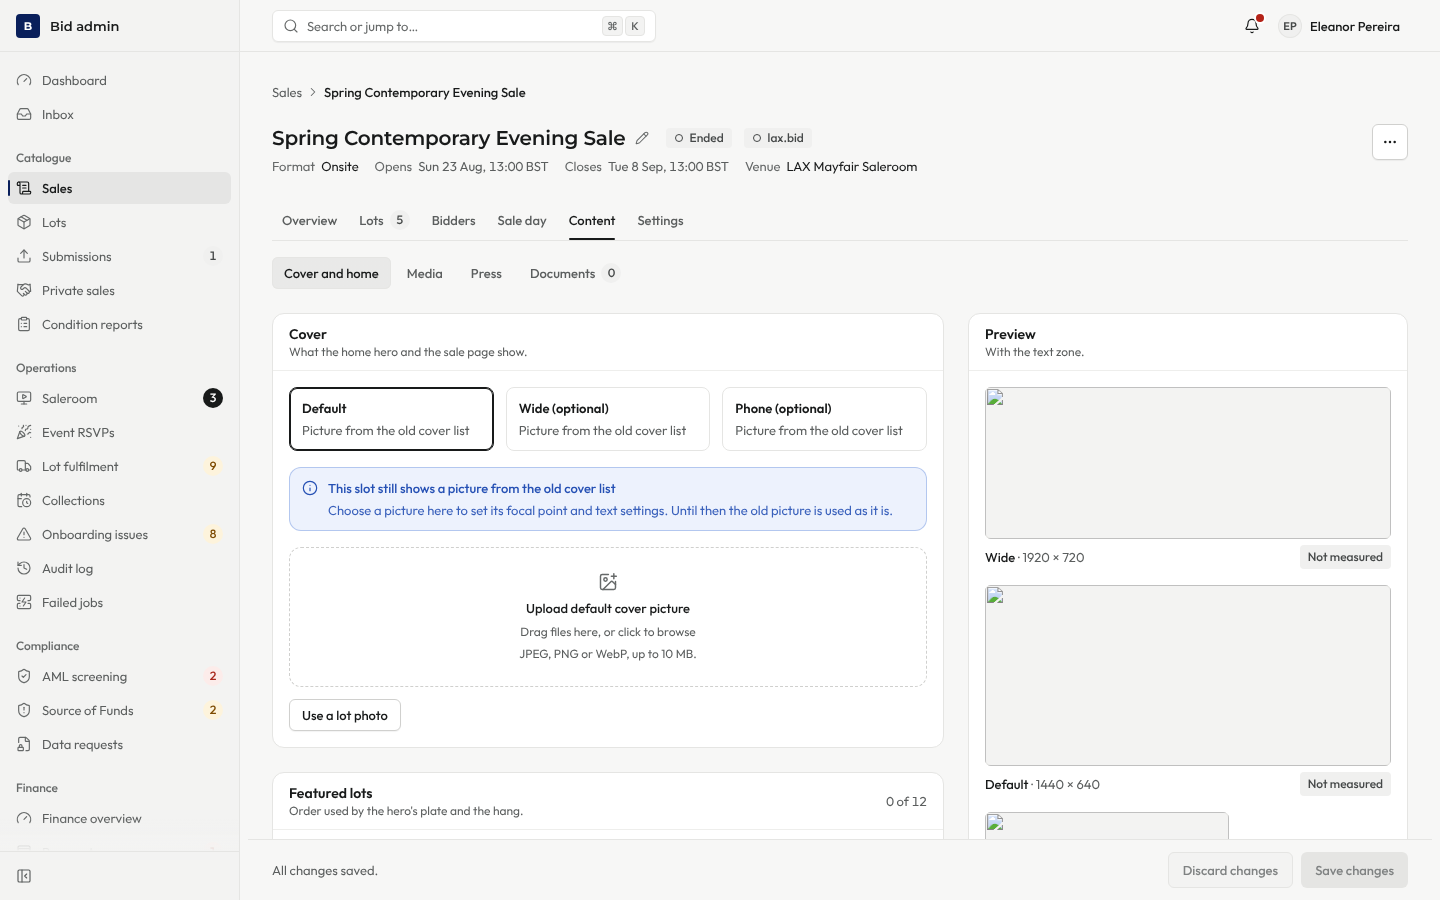 B Bid admin
Search or jump to...
⌘ K
EP Eleanor Pereira
Dashboard
Inbox
Catalogue
Sales
Lots
Submissions 1
Private sales
Condition reports
Operations
Saleroom 3
Event RSVPs
Lot fulfilment 9
Collections
Onboarding issues 8
Audit log
Failed jobs
Compliance
AML screening 2
Source of Funds 2
Data requests
Finance
Finance overview
Sales > Spring Contemporary Evening Sale
Spring Contemporary Evening Sale
Ended
lax.bid
Format Onsite Opens Sun 23 Aug, 13:00 BST Closes Tue 8 Sep, 13:00 BST Venue LAX Mayfair Saleroom
Overview Lots 5 Bidders Sale day Content Settings
Cover and home Media Press Documents 0
Cover
What the home hero and the sale page show.
Default
Picture from the old cover list
Wide (optional)
Picture from the old cover list
Phone (optional)
Picture from the old cover list
This slot still shows a picture from the old cover list
Choose a picture here to set its focal point and text settings. Until then the old picture is used as it is.
Upload default cover picture
Drag files here, or click to browse
JPEG, PNG or WebP, up to 10 MB.
Use a lot photo
Featured lots
Order used by the hero's plate and the hang.
0 of 12
Preview
With the text zone.
Wide · 1920 × 720
Not measured
Default · 1440 × 640
Not measured
All changes saved.
Discard changes
Save changes